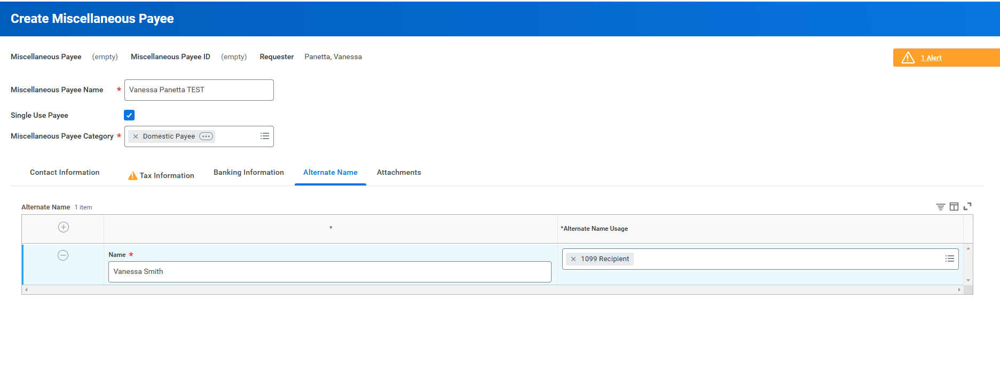 Create Miscellaneous Payee
Miscellaneous Payee (empty) Miscellaneous Payee ID (empty) Requester Panetta, Vanessa
1 Alert
Miscellaneous Payee Name * Vanessa Panetta TEST
Single Use Payee
Miscellaneous Payee Category * Domestic Payee
Contact Information Tax Information Banking Information Alternate Name Attachments
Alternate Name 1 item
* *Alternate Name Usage
Name *
Vanessa Smith
1099 Recipient